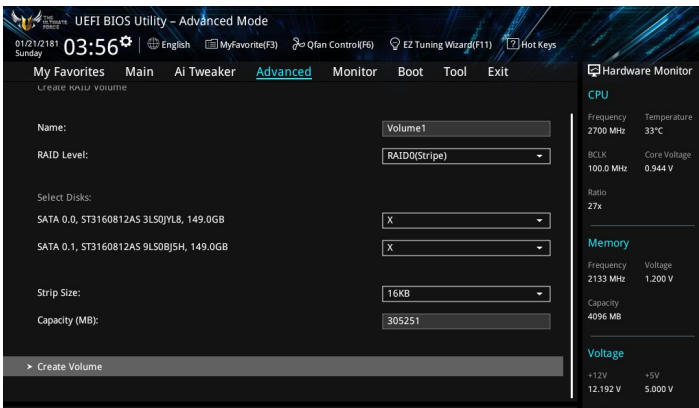 THE ULTIMATE FORCE UEFI BIOS Utility – Advanced Mode
01/21/2181 Sunday 03:56 English MyFavorite(F3) Qfan Control(F6) EZ Tuning Wizard(F11) ? Hot Keys
My Favorites Main Ai Tweaker Advanced Monitor Boot Tool Exit
Create RAID Volume
Name: Volume1
RAID Level: RAID0(Stripe)
Select Disks:
SATA 0.0, ST3160812AS 3LS0JYL8, 149.0GB X
SATA 0.1, ST3160812AS 9LS0BJ5H, 149.0GB X
Strip Size: 16KB
Capacity (MB): 305251
> Create Volume
Hardware Monitor
CPU
Frequency Temperature
2700 MHz 33°C
BCLK Core Voltage
100.0 MHz 0.944 V
Ratio
27x
Memory
Frequency Voltage
2133 MHz 1.200 V
Capacity
4096 MB
Voltage
+12V +5V
12.192 V 5.000 V